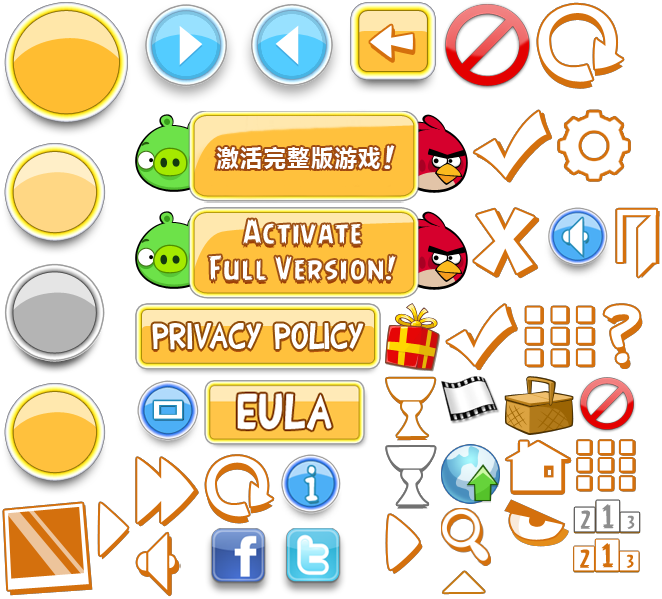 激活完整版游戏!
ACTIVATE
FULL VERSION!
PRIVACY POLICY
?
EULA
i
f
t
2 1 3
2 1 3